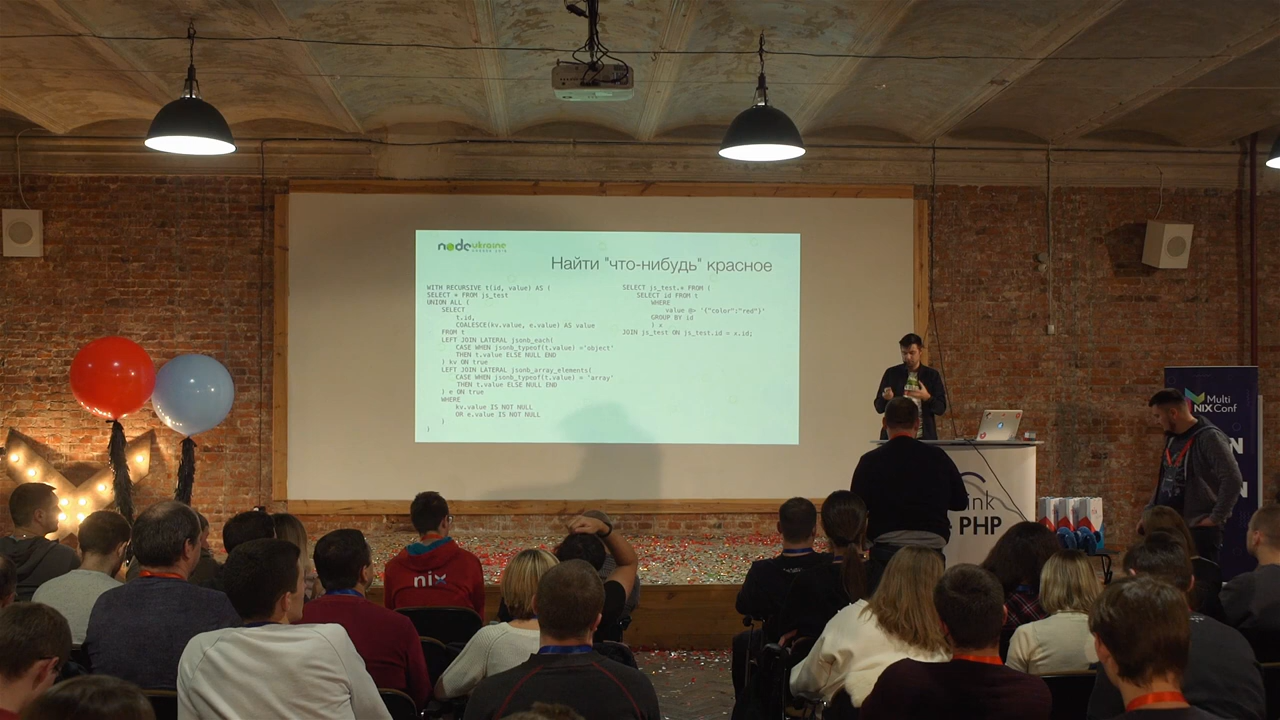 node ukraine
Найти "что-нибудь" красное
WITH RECURSIVE t(id, value) AS (
SELECT * FROM js_test
UNION ALL (
SELECT
t.id,
COALESCE(kv.value, e.value) AS value
FROM t
LEFT JOIN LATERAL jsonb_each(
CASE WHEN jsonb_typeof(t.value) ='object'
THEN t.value ELSE NULL END
) kv ON true
LEFT JOIN LATERAL jsonb_array_elements(
CASE WHEN jsonb_typeof(t.value) = 'array'
THEN t.value ELSE NULL END
) e ON true
WHERE
kv.value IS NOT NULL
OR e.value IS NOT NULL
)
)
SELECT js_test.* FROM (
SELECT id FROM t
WHERE
value @> '{"color":"red"}'
GROUP BY id
) x
JOIN js_test ON js_test.id = x.id;
Multi
NIX Conf
PHP
nix